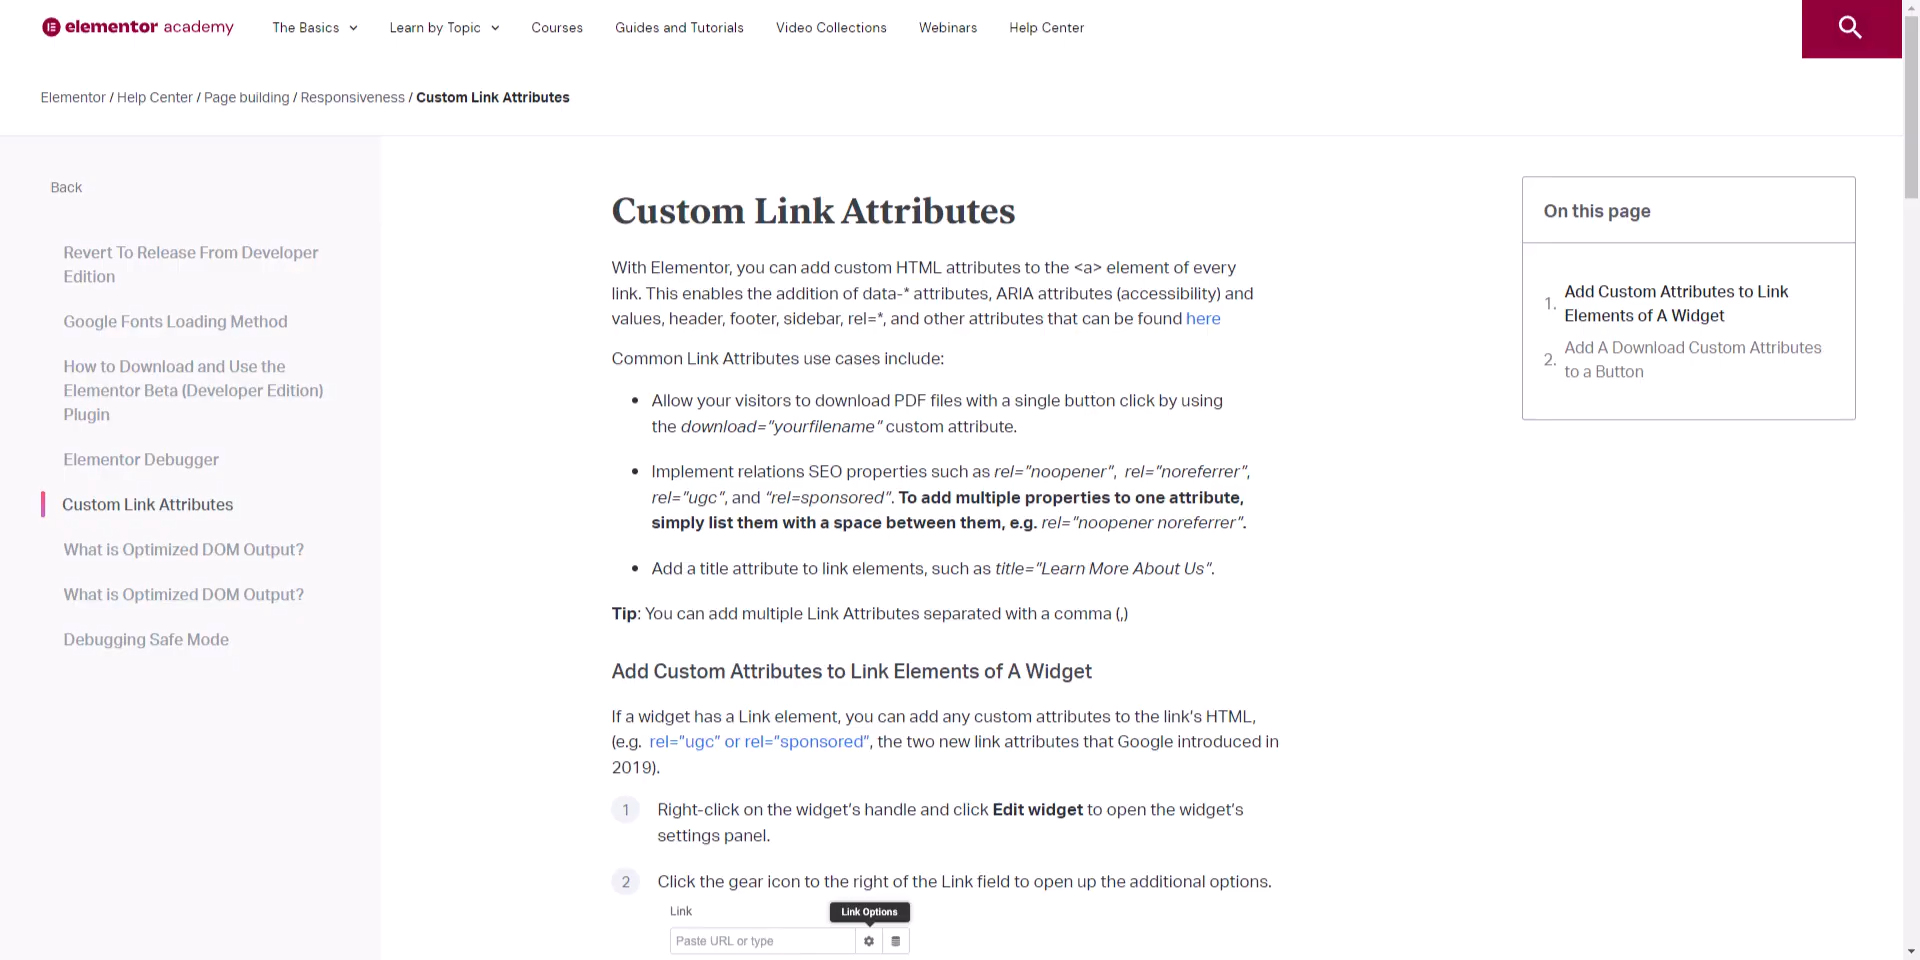 elementor academy
The Basics
Learn by Topic
Courses
Guides and Tutorials
Video Collections
Webinars
Help Center
Elementor / Help Center / Page building / Responsiveness / Custom Link Attributes
Back
Revert To Release From Developer
Edition
Google Fonts Loading Method
How to Download and Use the
Elementor Beta (Developer Edition)
Plugin
Elementor Debugger
Custom Link Attributes
What is Optimized DOM Output?
What is Optimized DOM Output?
Debugging Safe Mode
Custom Link Attributes
With Elementor, you can add custom HTML attributes to the <a> element of every
link. This enables the addition of data-* attributes, ARIA attributes (accessibility) and
values, header, footer, sidebar, rel=*, and other attributes that can be found here
Common Link Attributes use cases include:
• Allow your visitors to download PDF files with a single button click by using
the download="yourfilename" custom attribute.
• Implement relations SEO properties such as rel="noopener", rel="noreferrer",
rel="ugc", and "rel=sponsored". To add multiple properties to one attribute,
simply list them with a space between them, e.g. rel="noopener noreferrer".
• Add a title attribute to link elements, such as title="Learn More About Us".
Tip: You can add multiple Link Attributes separated with a comma (,)
Add Custom Attributes to Link Elements of A Widget
If a widget has a Link element, you can add any custom attributes to the link's HTML,
(e.g. rel="ugc" or rel="sponsored", the two new link attributes that Google introduced in
2019).
1 Right-click on the widget's handle and click Edit widget to open the widget's
settings panel.
2 Click the gear icon to the right of the Link field to open up the additional options.
Link
Link Options
Paste URL or type
On this page
1. Add Custom Attributes to Link
Elements of A Widget
2. Add A Download Custom Attributes
to a Button